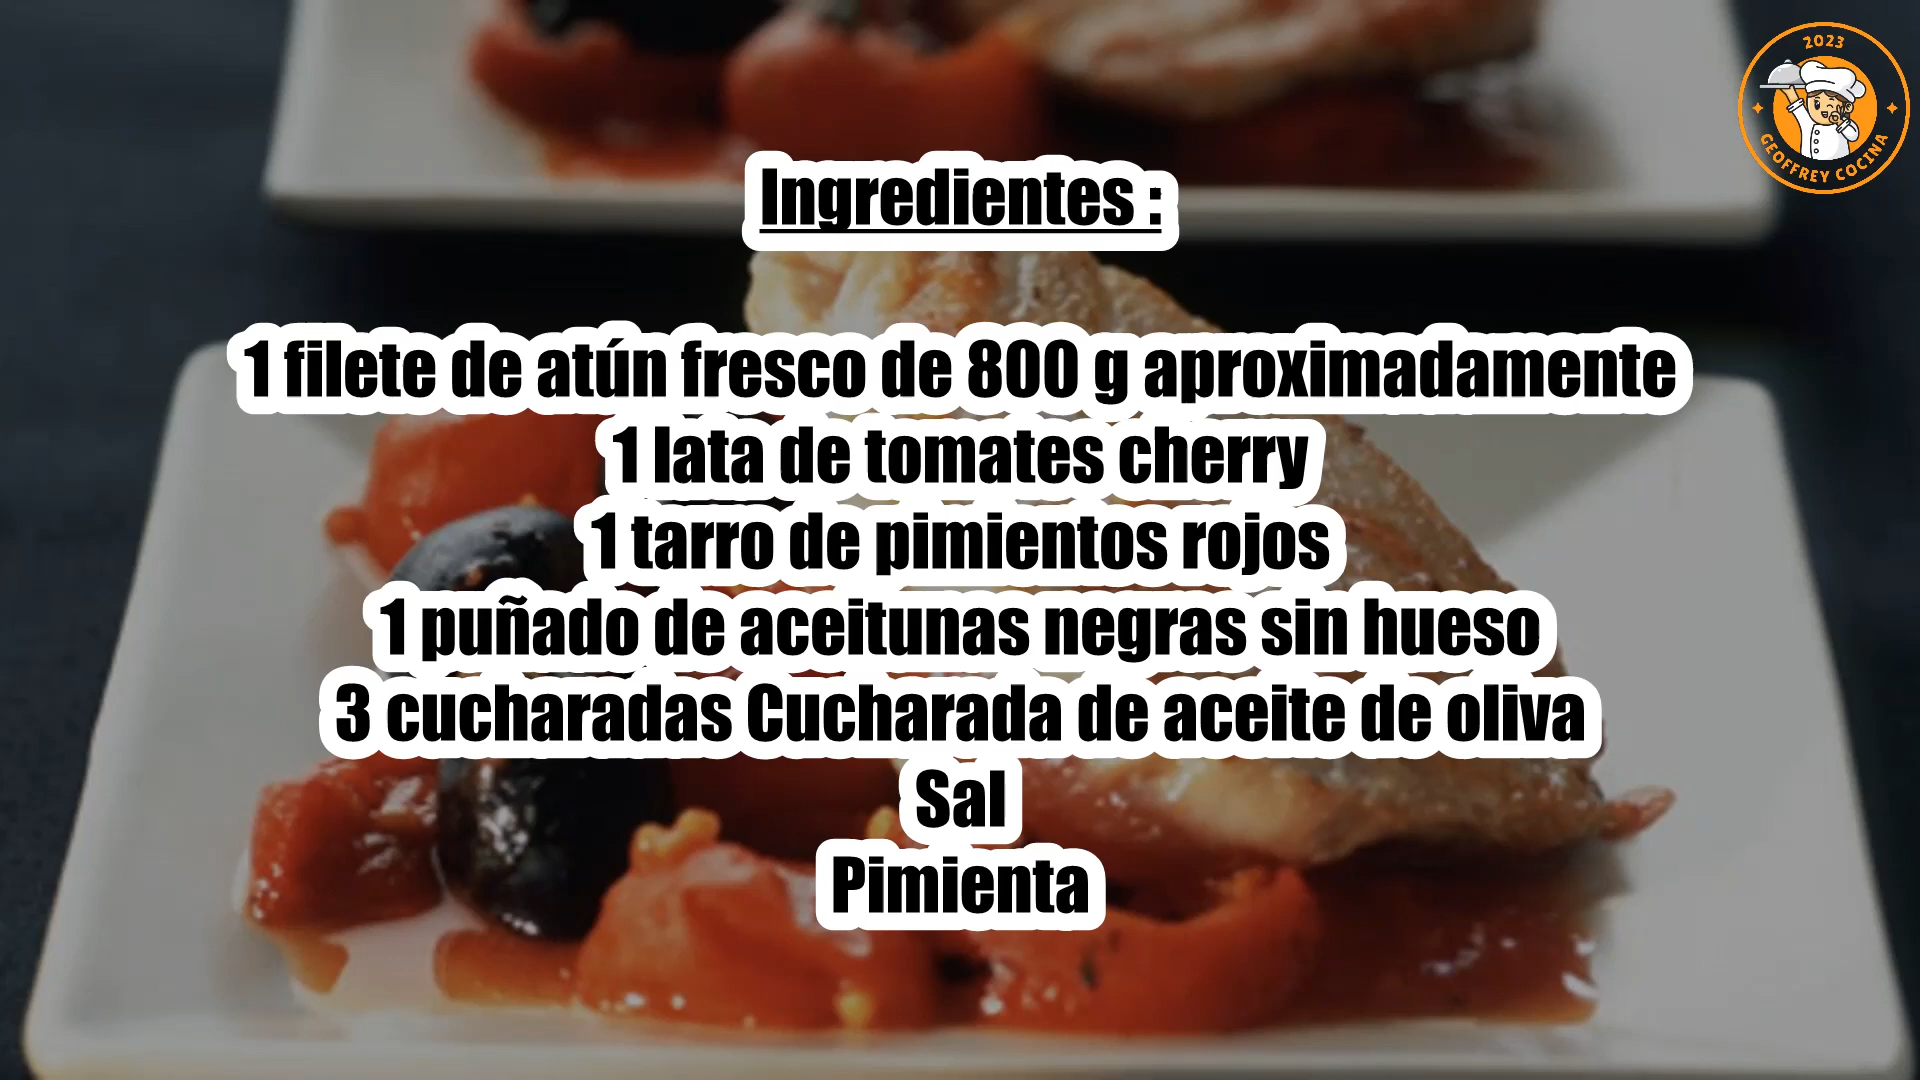 2023
GEOFFREY COCINA
Ingredientes :
1 filete de atún fresco de 800 g aproximadamente
1 lata de tomates cherry
1 tarro de pimientos rojos
1 puñado de aceitunas negras sin hueso
3 cucharadas Cucharada de aceite de oliva
Sal
Pimienta